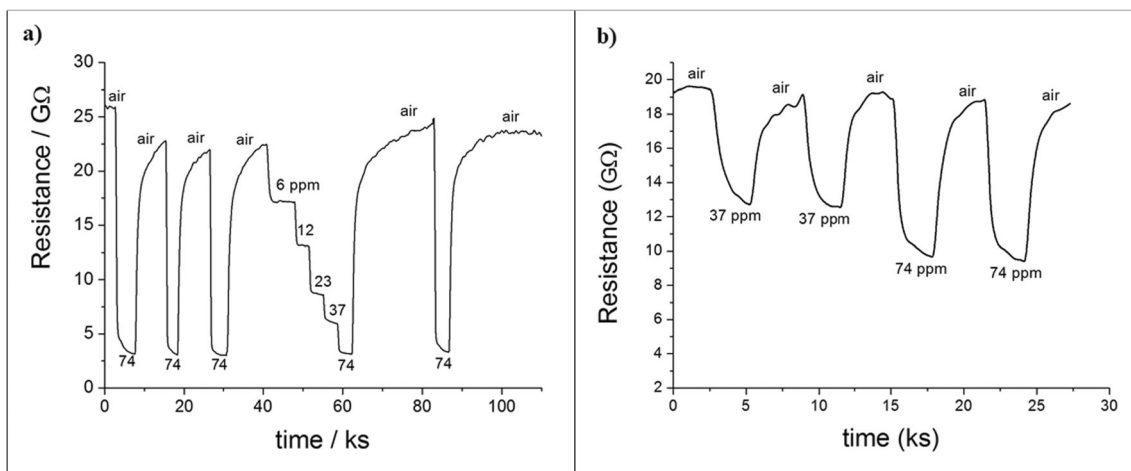 a)
30
25
20
15
10
5
0
Resistance / GΩ
air
air
air
air
air
air
6 ppm
12
23
37
74
74
74
74
74
0 20 40 60 80 100
time / ks
b)
20
18
16
14
12
10
8
6
4
2
Resistance (GΩ)
air
air
air
air
air
37 ppm
37 ppm
74 ppm
74 ppm
0 5 10 15 20 25 30
time (ks)